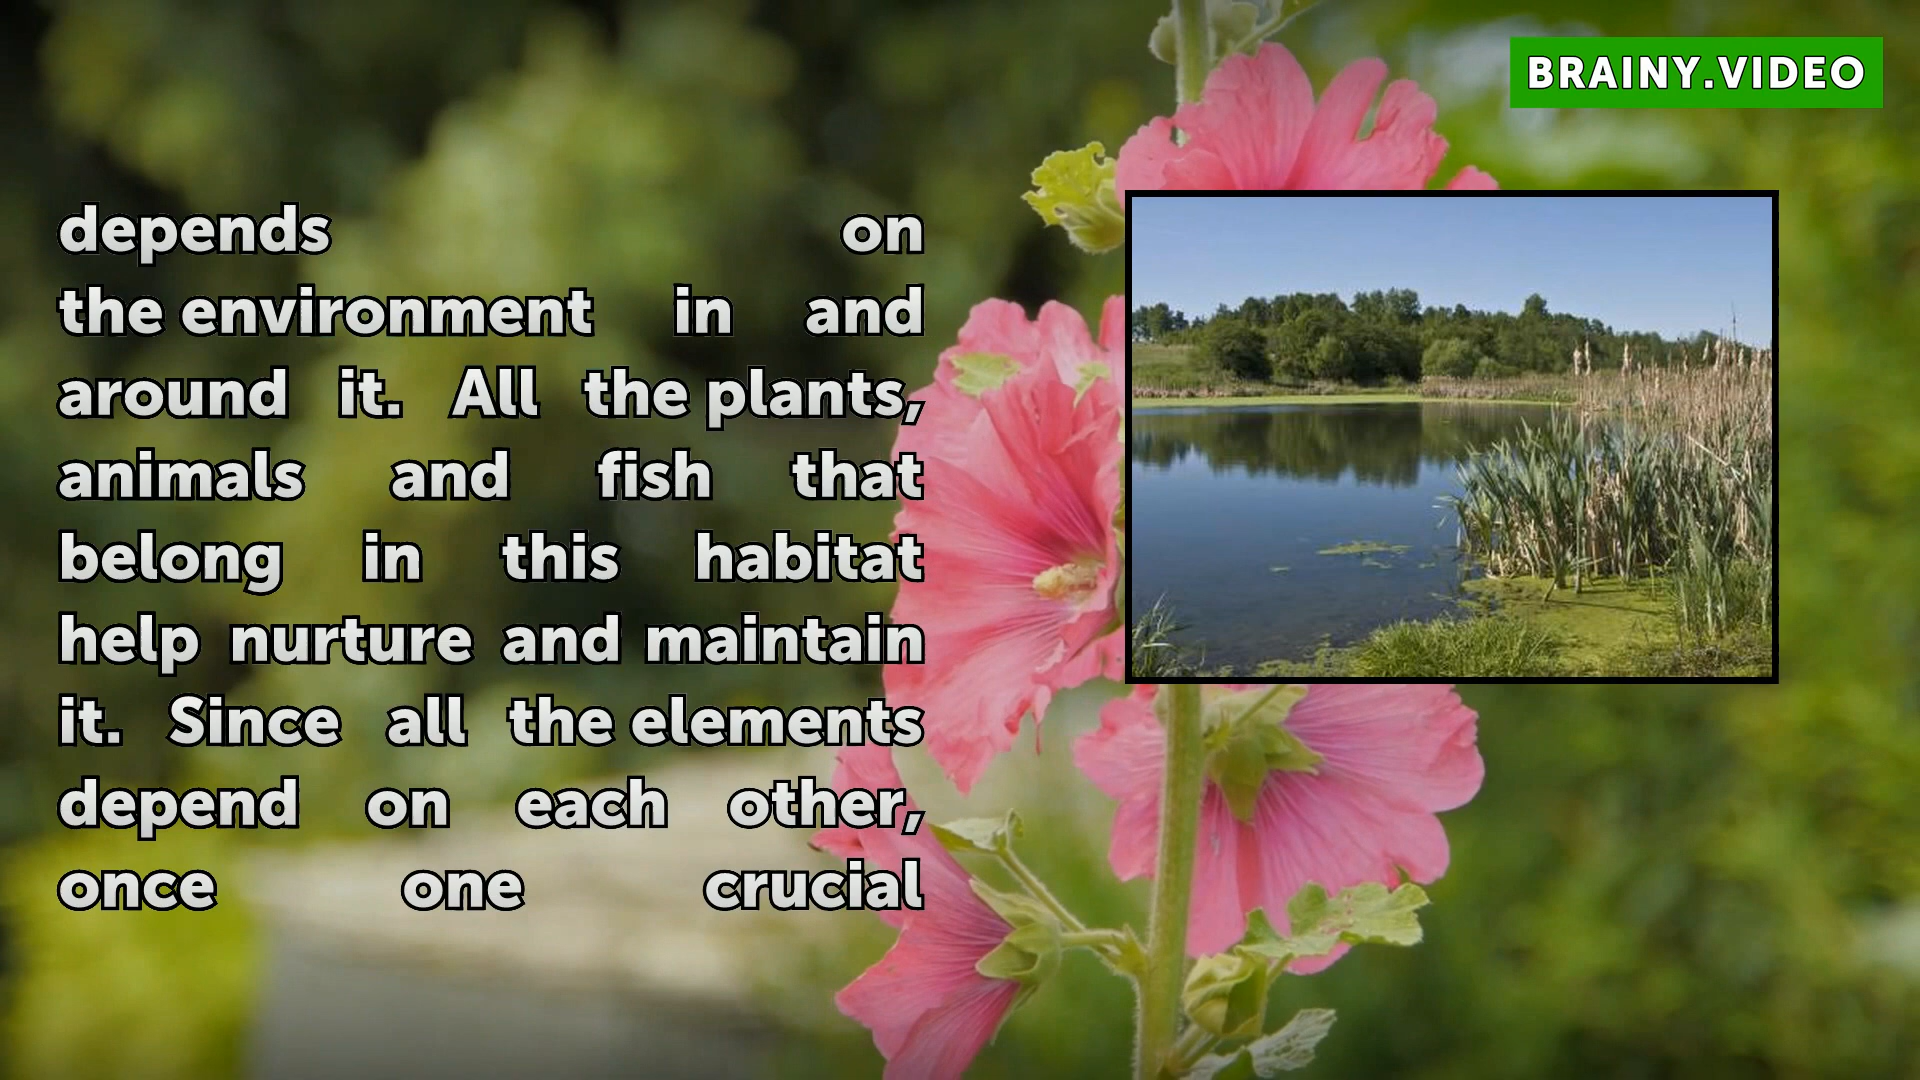 BRAINY.VIDEO
depends on
the environment in and
around it. All the plants,
animals and fish that
belong in this habitat
help nurture and maintain
it. Since all the elements
depend on each other,
once one crucial